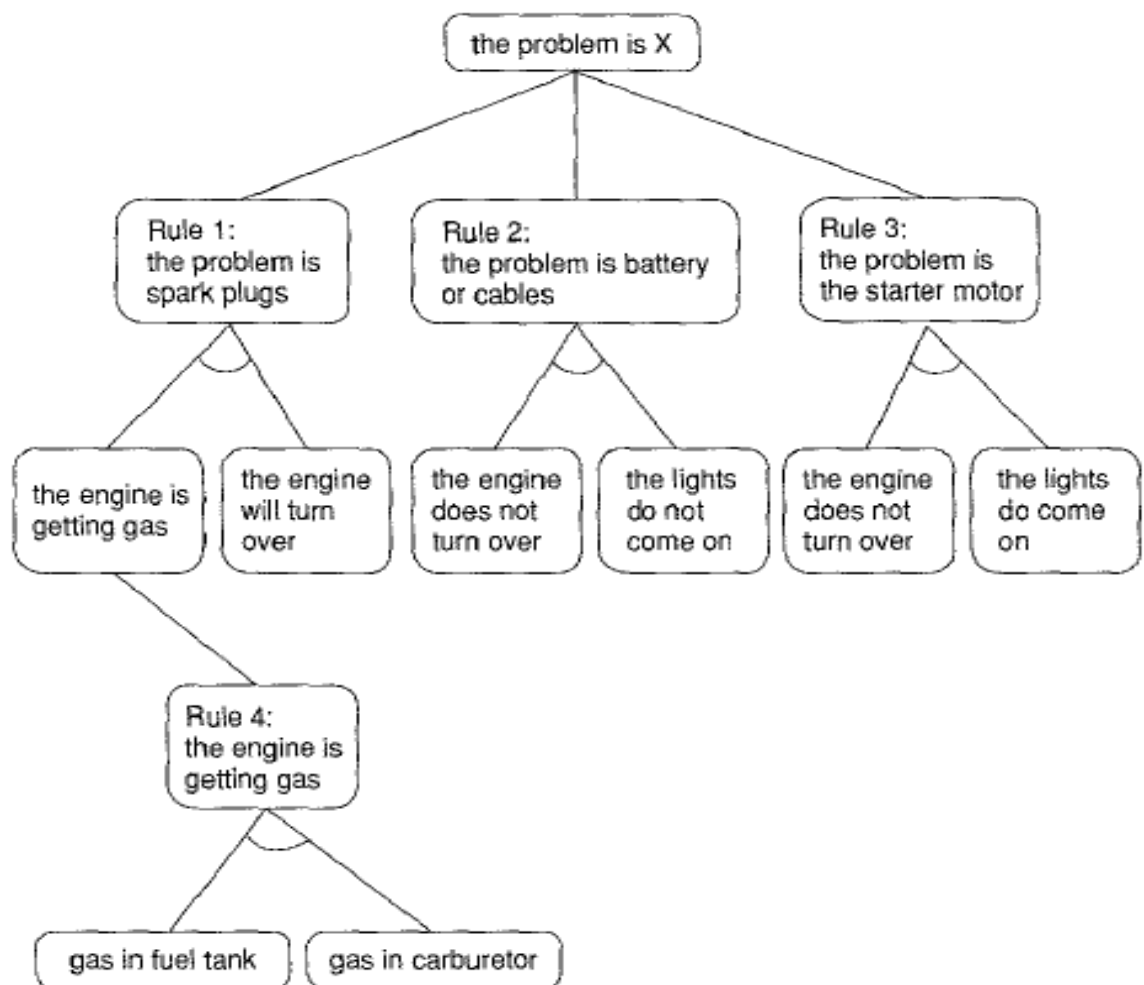 the problem is X
Rule 1:
the problem is
spark plugs
Rule 2:
the problem is battery
or cables
Rule 3:
the problem is
the starter motor
the engine is
getting gas
the engine
will turn
over
the engine
does not
turn over
the lights
do not
come on
the engine
does not
turn over
the lights
do come
on
Rule 4:
the engine is
getting gas
gas in fuel tank
gas in carburetor